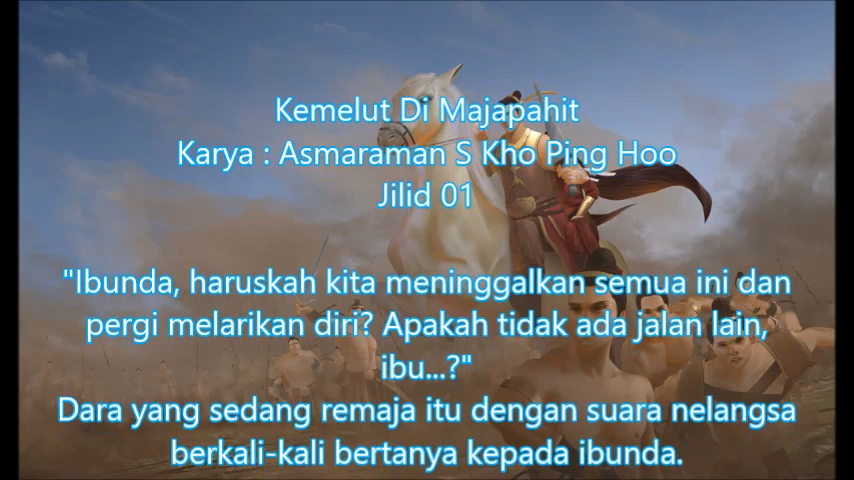 Kemelut Di Majapahit
Karya : Asmaraman S Kho Ping Hoo
Jilid 01
"Ibunda, haruskah kita meninggalkan semua ini dan
pergi melarikan diri? Apakah tidak ada jalan lain,
ibu...?"
Dara yang sedang remaja itu dengan suara nelangsa
berkali-kali bertanya kepada ibunda.